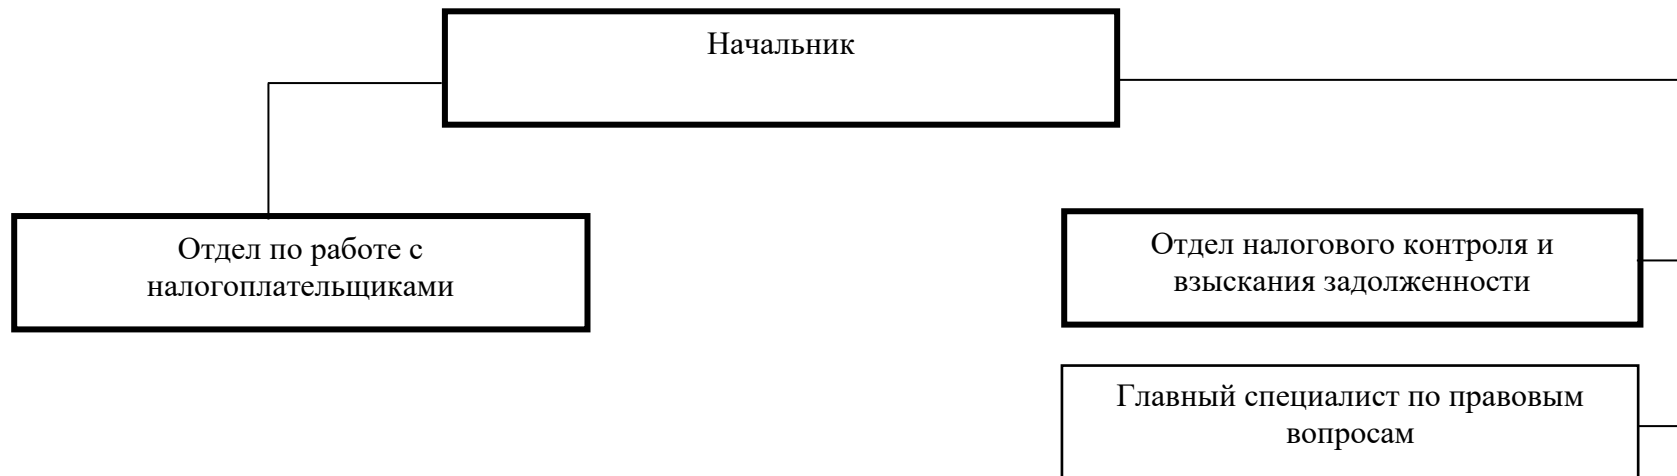 Начальник
Отдел по работе с
налогоплательщиками
Отдел налогового контроля и
взыскания задолженности
Главный специалист по правовым
вопросам